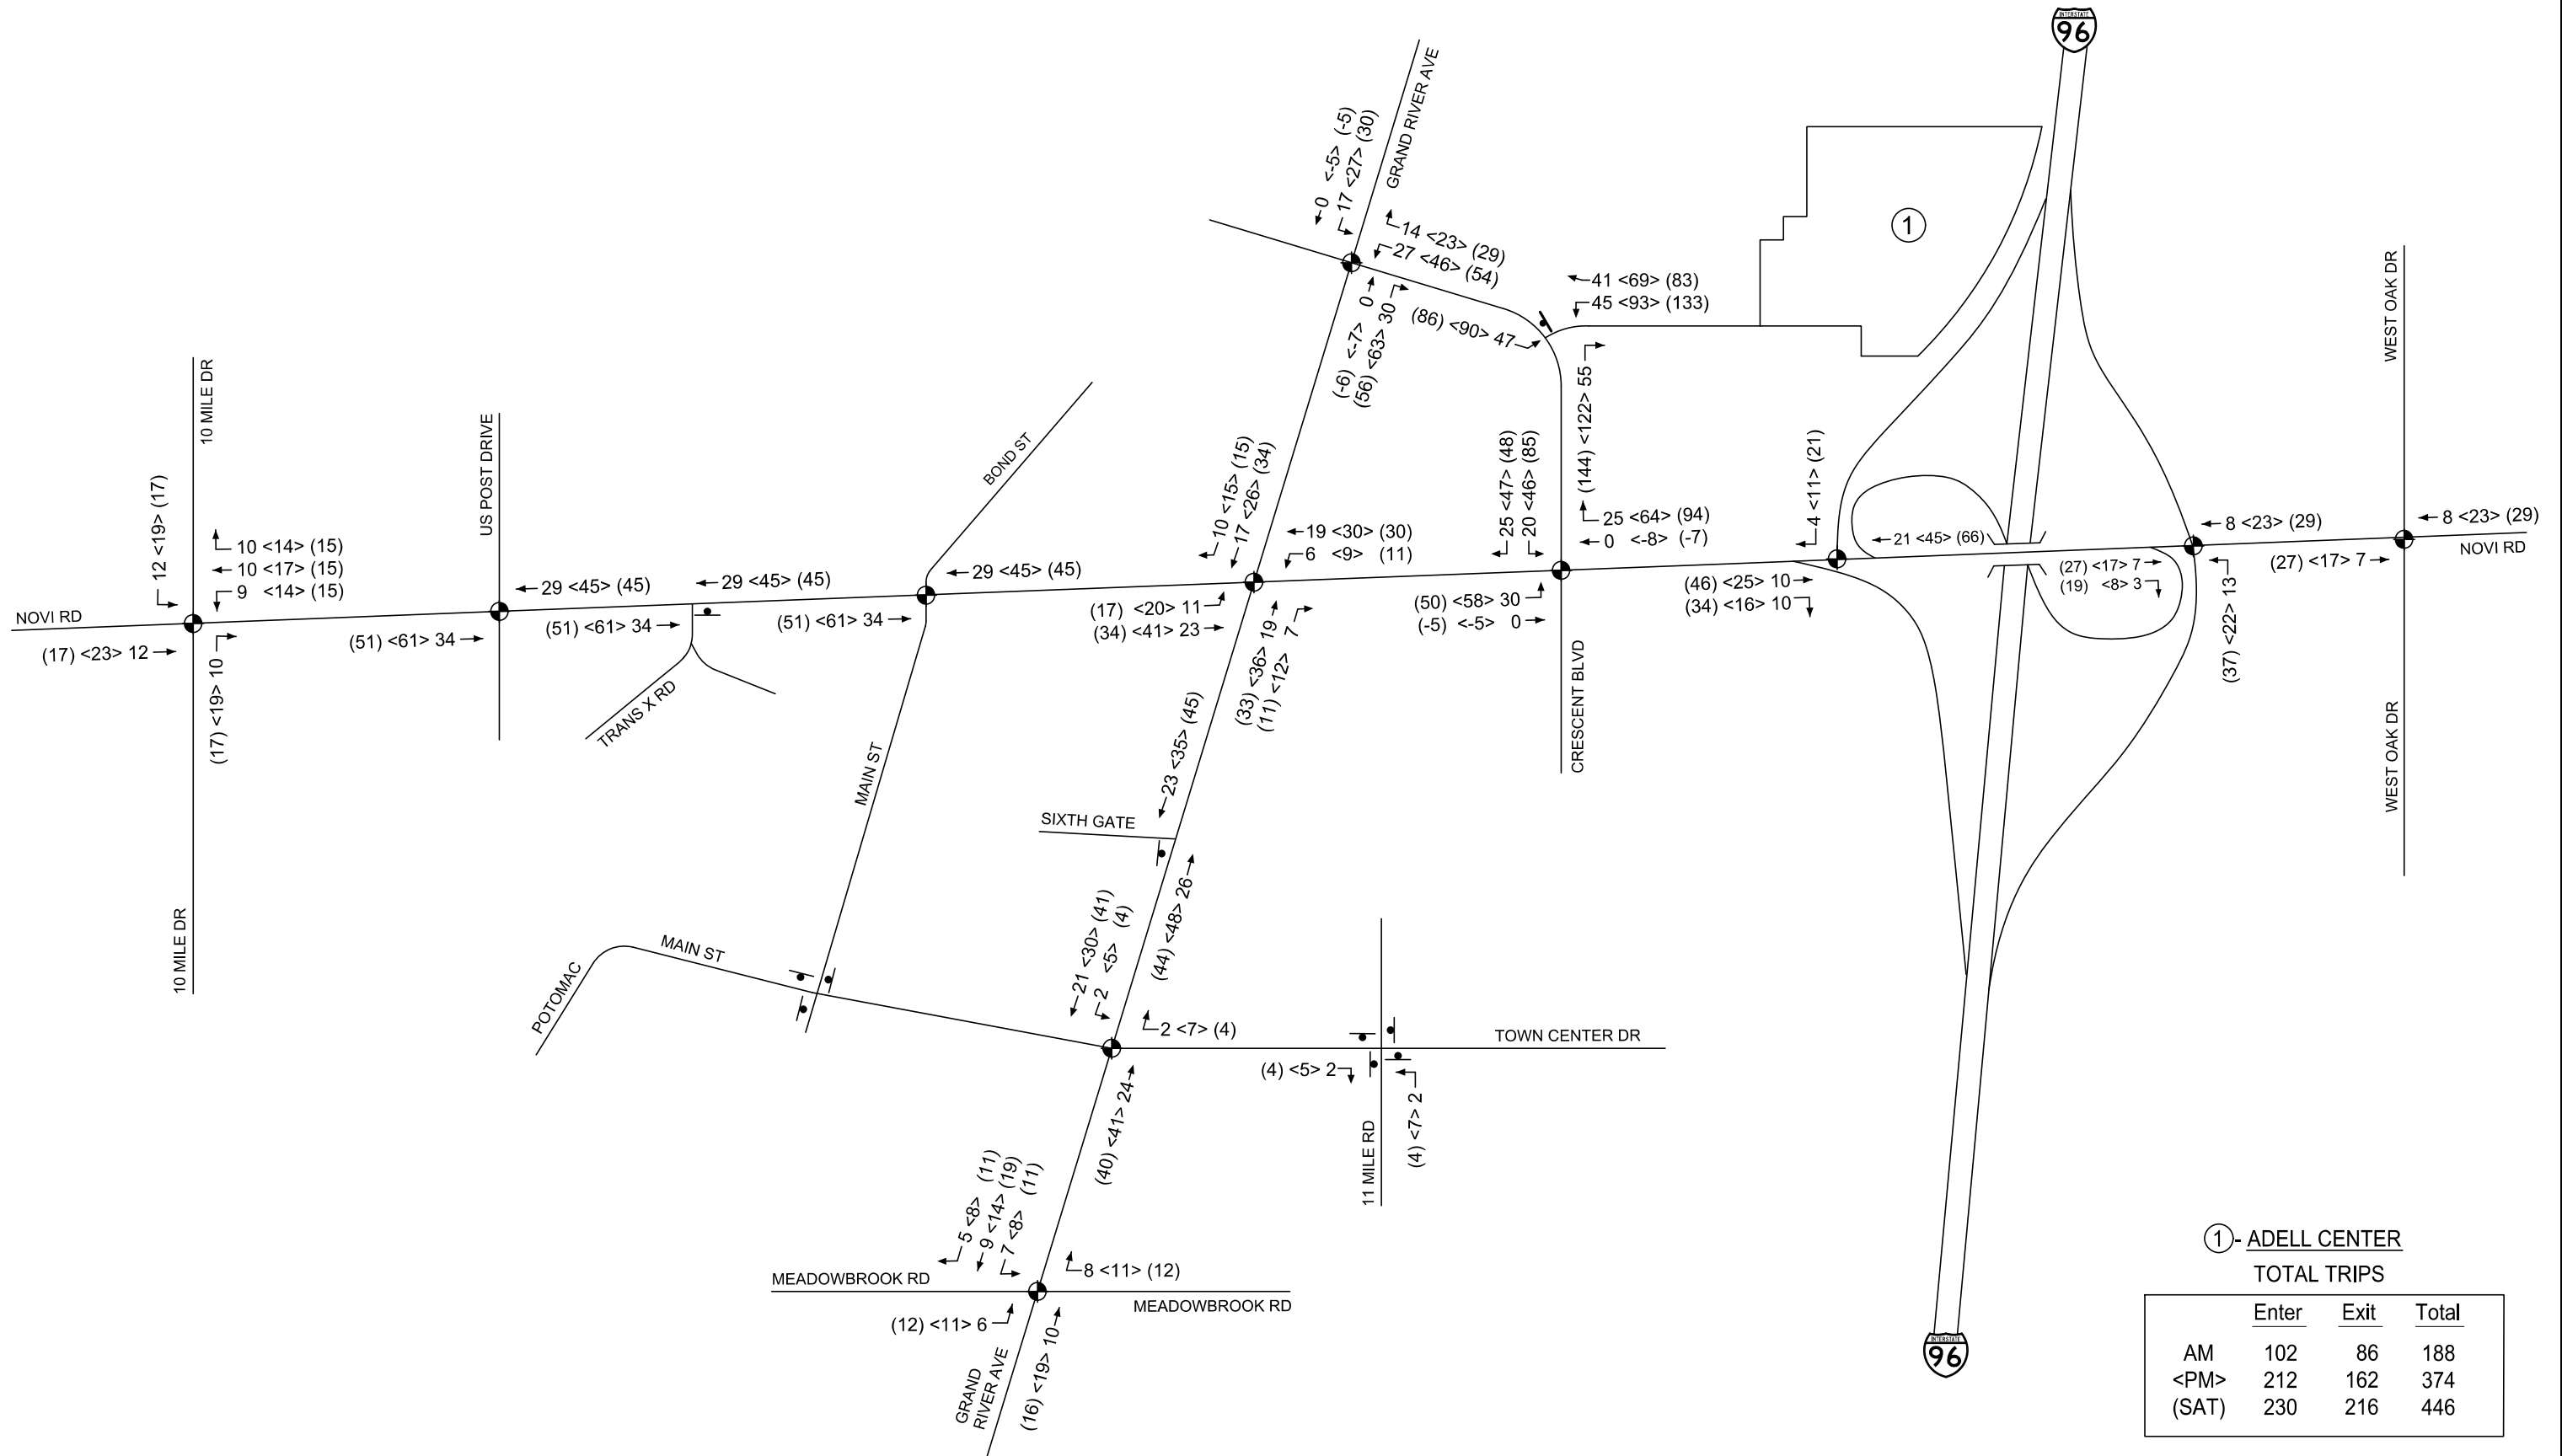 INTERSTATE
96
GRAND RIVER AVE
0 <-5> (-5)
17 <27> (30)
14 <23> (29)
27 <46> (54)
(-6) <-7> 0
(56) <63> 30
(86) <90> 47
41 <69> (83)
45 <93> (133)
(144) <122> 55
1
WEST OAK DR
10 MILE DR
12 <19> (17)
10 <14> (15)
10 <17> (15)
9 <14> (15)
NOVI RD
(17) <23> 12
(17) <19> 10
10 MILE DR
US POST DRIVE
29 <45> (45)
(51) <61> 34
29 <45> (45)
(51) <61> 34
TRANS X RD
BOND ST
29 <45> (45)
(51) <61> 34
MAIN ST
10 <15> (15)
17 <26> (34)
19 <30> (30)
6 <9> (11)
(17) <20> 11
(34) <41> 23
(33) <36> 19
(11) <12> 7
25 <47> (48)
20 <46> (85)
25 <64> (94)
0 <-8> (-7)
(50) <58> 30
(-5) <-5> 0
CRESCENT BLVD
4 <11> (21)
(46) <25> 10
(34) <16> 10
21 <45> (66)
(27) <17> 7
(19) <8> 3
8 <23> (29)
(37) <22> 13
8 <23> (29)
NOVI RD
(27) <17> 7
WEST OAK DR
23 <35> (45)
SIXTH GATE
(44) <48> 26
21 <30> (41)
2 <5> (4)
MAIN ST
POTOMAC
2 <7> (4)
TOWN CENTER DR
(4) <5> 2
(4) <7> 2
11 MILE RD
(40) <41> 24
5 <8> (11)
9 <14> (19)
7 <8> (11)
8 <11> (12)
MEADOWBROOK RD
MEADOWBROOK RD
(12) <11> 6
(16) <19> 10
GRAND
RIVER AVE
INTERSTATE
96
1 - ADELL CENTER
TOTAL TRIPS
Enter Exit Total
AM 102 86 188
<PM> 212 162 374
(SAT) 230 216 446